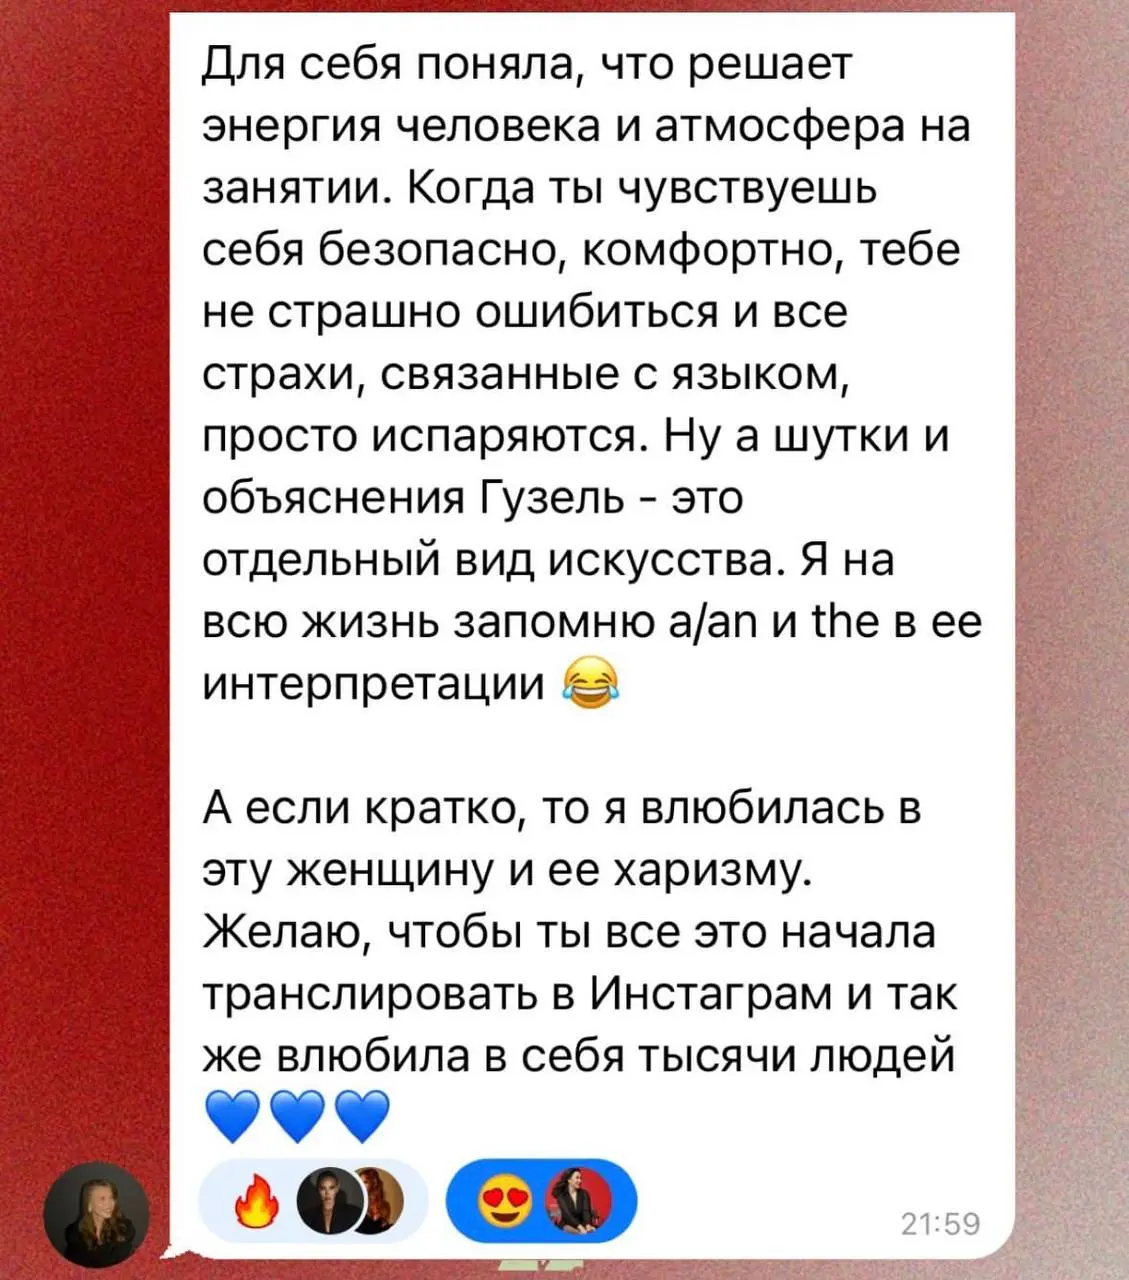 Для себя поняла, что решает
энергия человека и атмосфера на
занятии. Когда ты чувствуешь
себя безопасно, комфортно, тебе
не страшно ошибиться и все
страхи, связанные с языком,
просто испаряются. Ну а шутки и
объяснения Гузель - это
отдельный вид искусства. Я на
всю жизнь запомню a/an и the в ее
интерпретации 😂
А если кратко, то я влюбилась в
эту женщину и ее харизму.
Желаю, чтобы ты все это начала
транслировать в Инстаграм и так
же влюбила в себя тысячи людей
💙💙💙
21:59